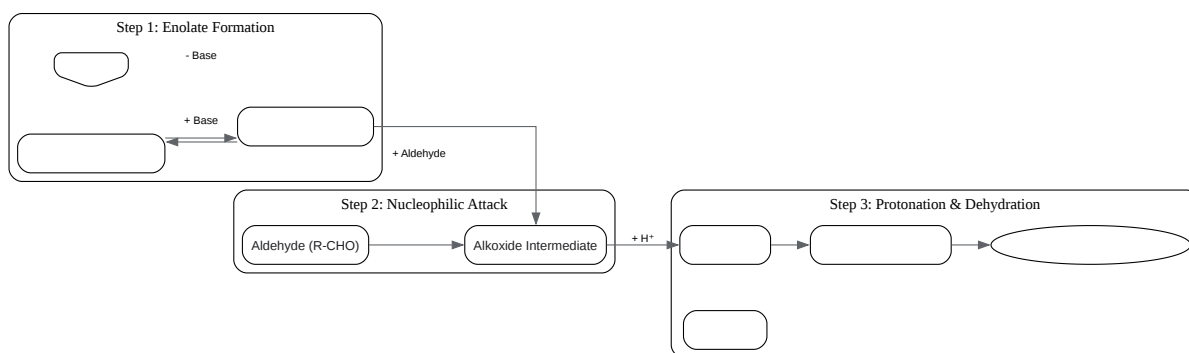 Step 1: Enolate Formation
- Base
+ Base
+ Aldehyde
Step 2: Nucleophilic Attack
Aldehyde (R-CHO)
Alkoxide Intermediate
+ H⁺
Step 3: Protonation & Dehydration